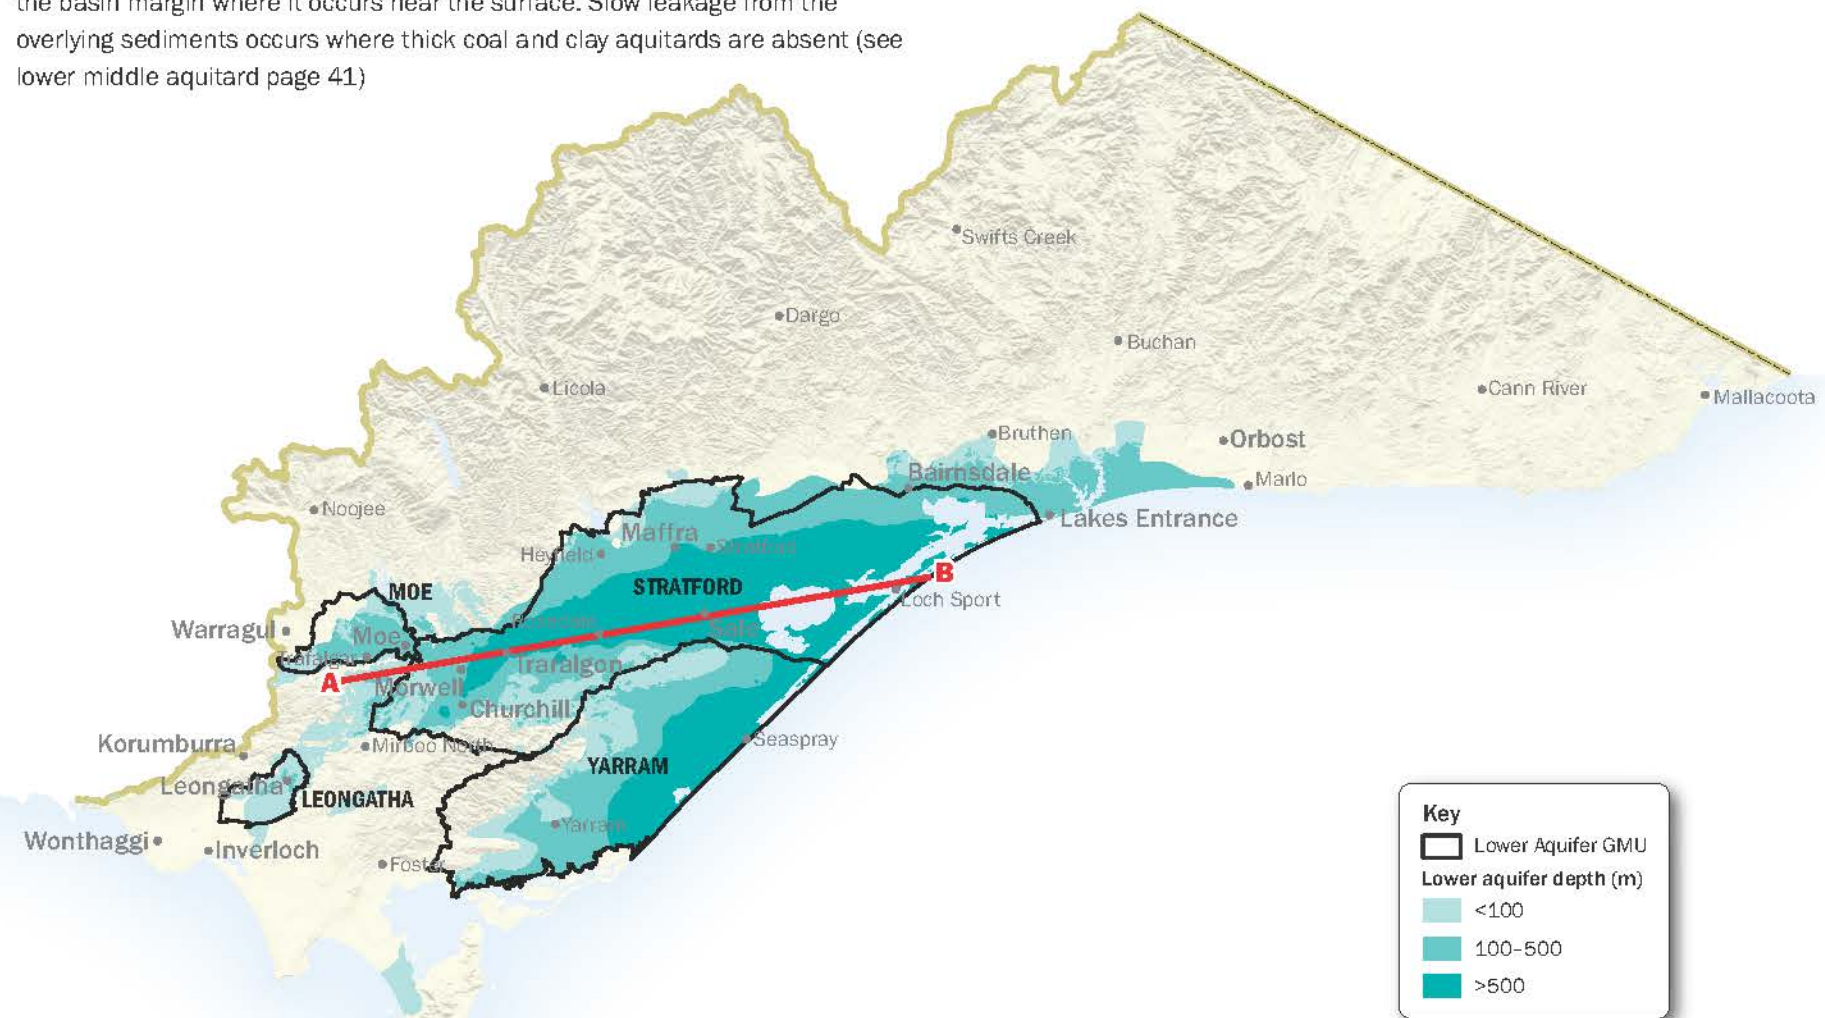 the basin margin where it occurs near the surface. Slow leakage from the
overlying sediments occurs where thick coal and clay aquitards are absent (see
lower middle aquitard page 41)
Swifts Creek
Dargo
Buchan
Licola
Cann River
Mallacoota
Bruthen
Orbost
Bairnsdale
Marlo
Noojee
Lakes Entrance
Maffra
Heyfield
Stratford
STRATFORD
B
MOE
Loch Sport
Warragul
Rosedale
Sale
Moe
Trafalgar
Traralgon
A
Morwell
Churchill
Korumburra
Mirboo North
Seaspray
YARRAM
Leongatha
LEONGATHA
Yarram
Wonthaggi
Inverloch
Foster
Key
Lower Aquifer GMU
Lower aquifer depth (m)
<100
100–500
>500